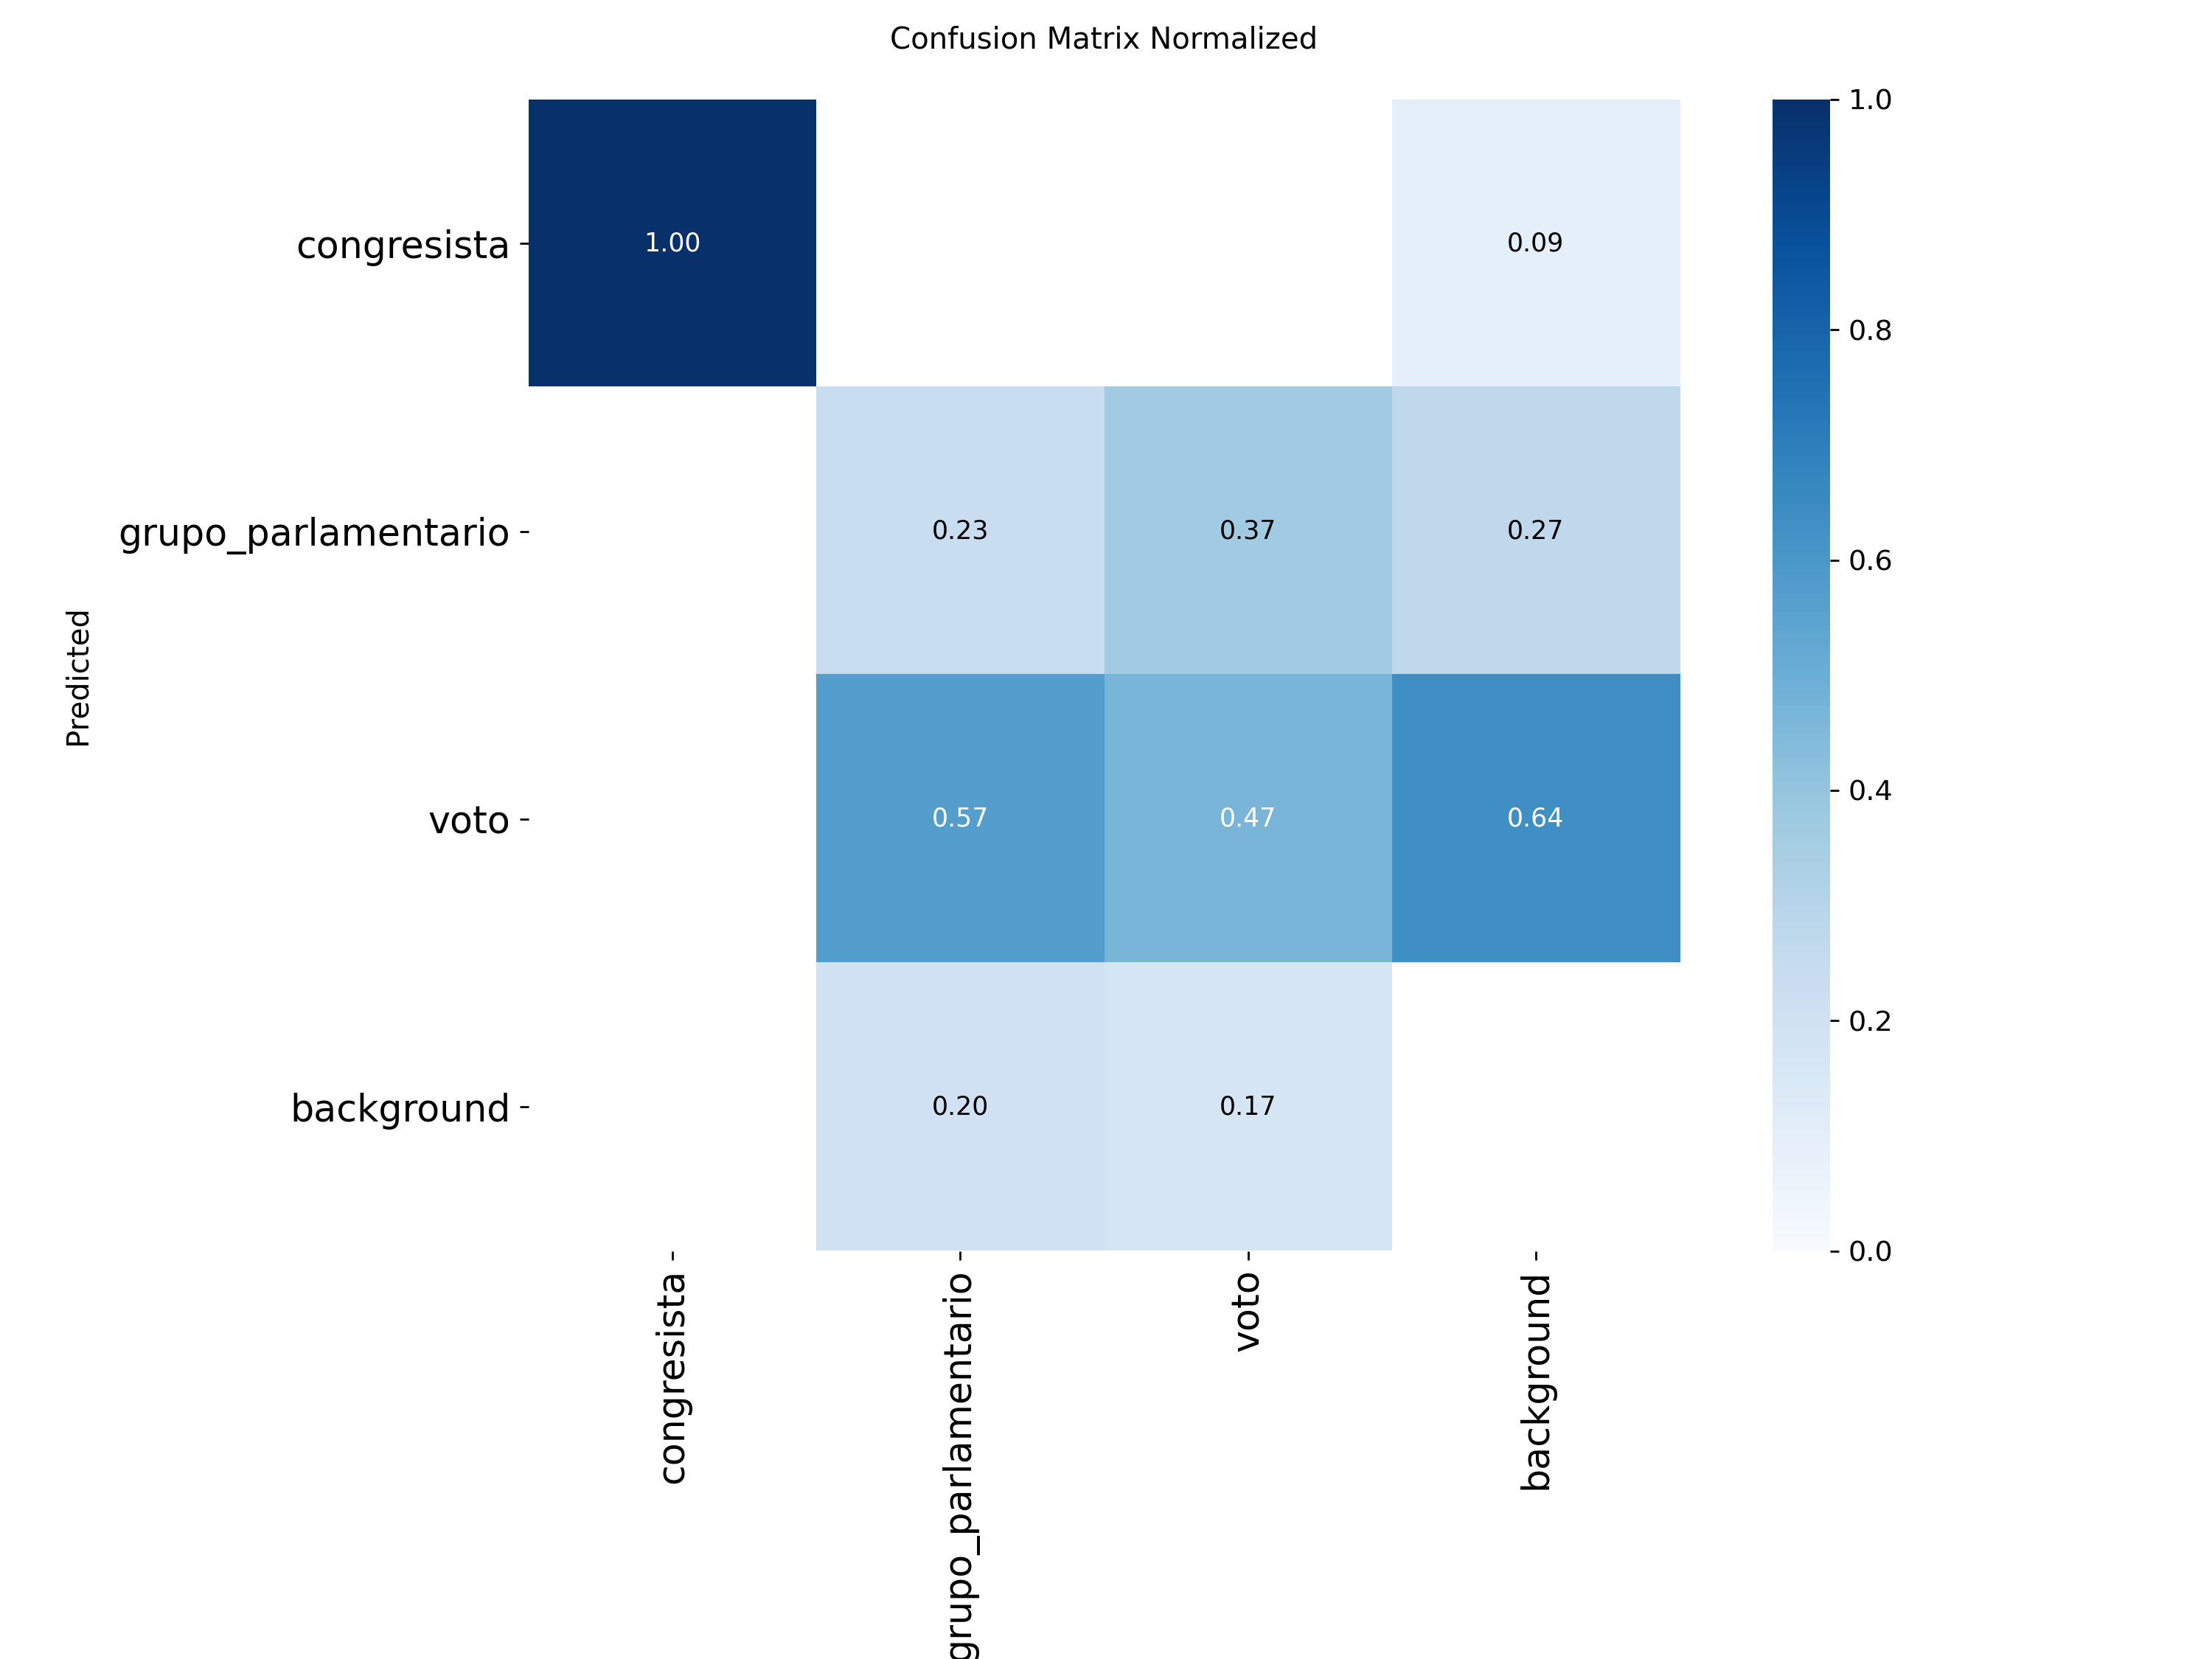 Confusion Matrix Normalized
1.00
0.09
1.0
congresista
0.8
grupo_parlamentario
0.23
0.37
0.27
0.6
Predicted
voto
0.57
0.47
0.64
0.4
0.2
background
0.20
0.17
0.0
congresista
grupo_parlamentario
voto
background